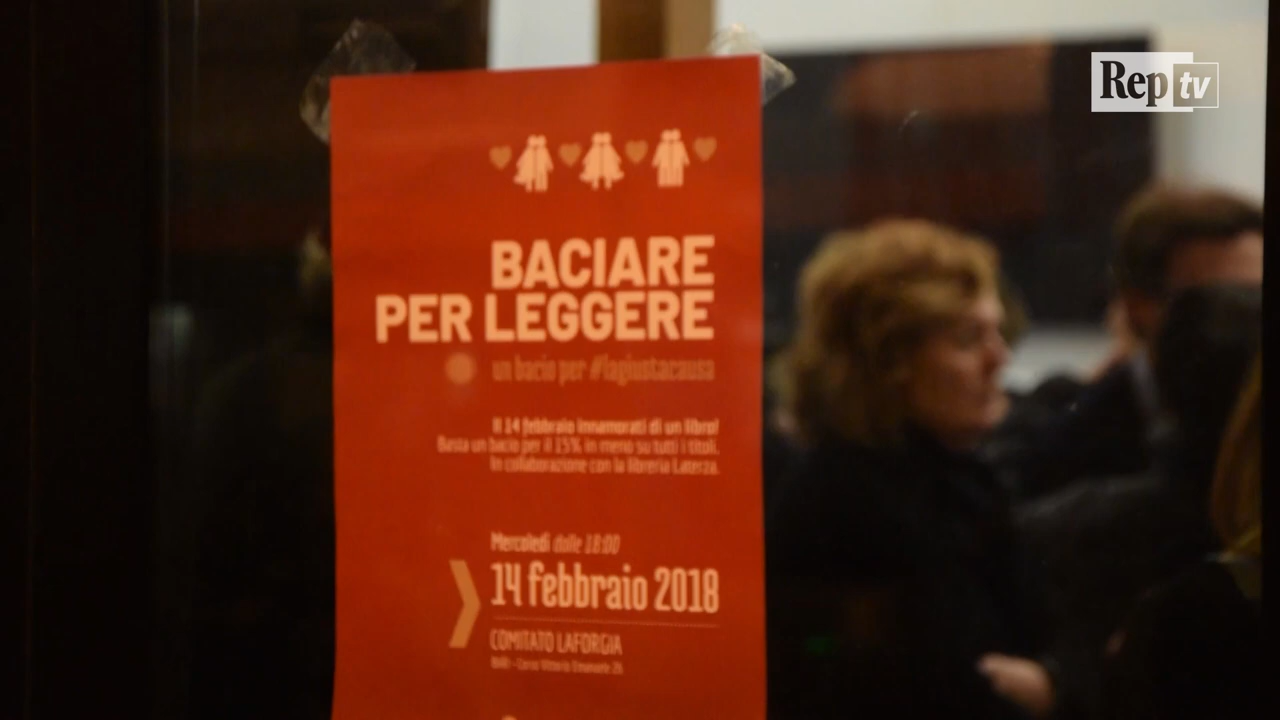 Rep tv
BACIARE
PER LEGGERE
un bacio per #lagiustacausa
Il 14 febbraio innamorati di un libro!
Basta un bacio per il 15% in meno su tutti i titoli.
In collaborazione con la libreria Laterza.
Mercoledì dalle 18:00
14 febbraio 2018
COMITATO LAFORGIA
BARI - Corso Vittorio Emanuele